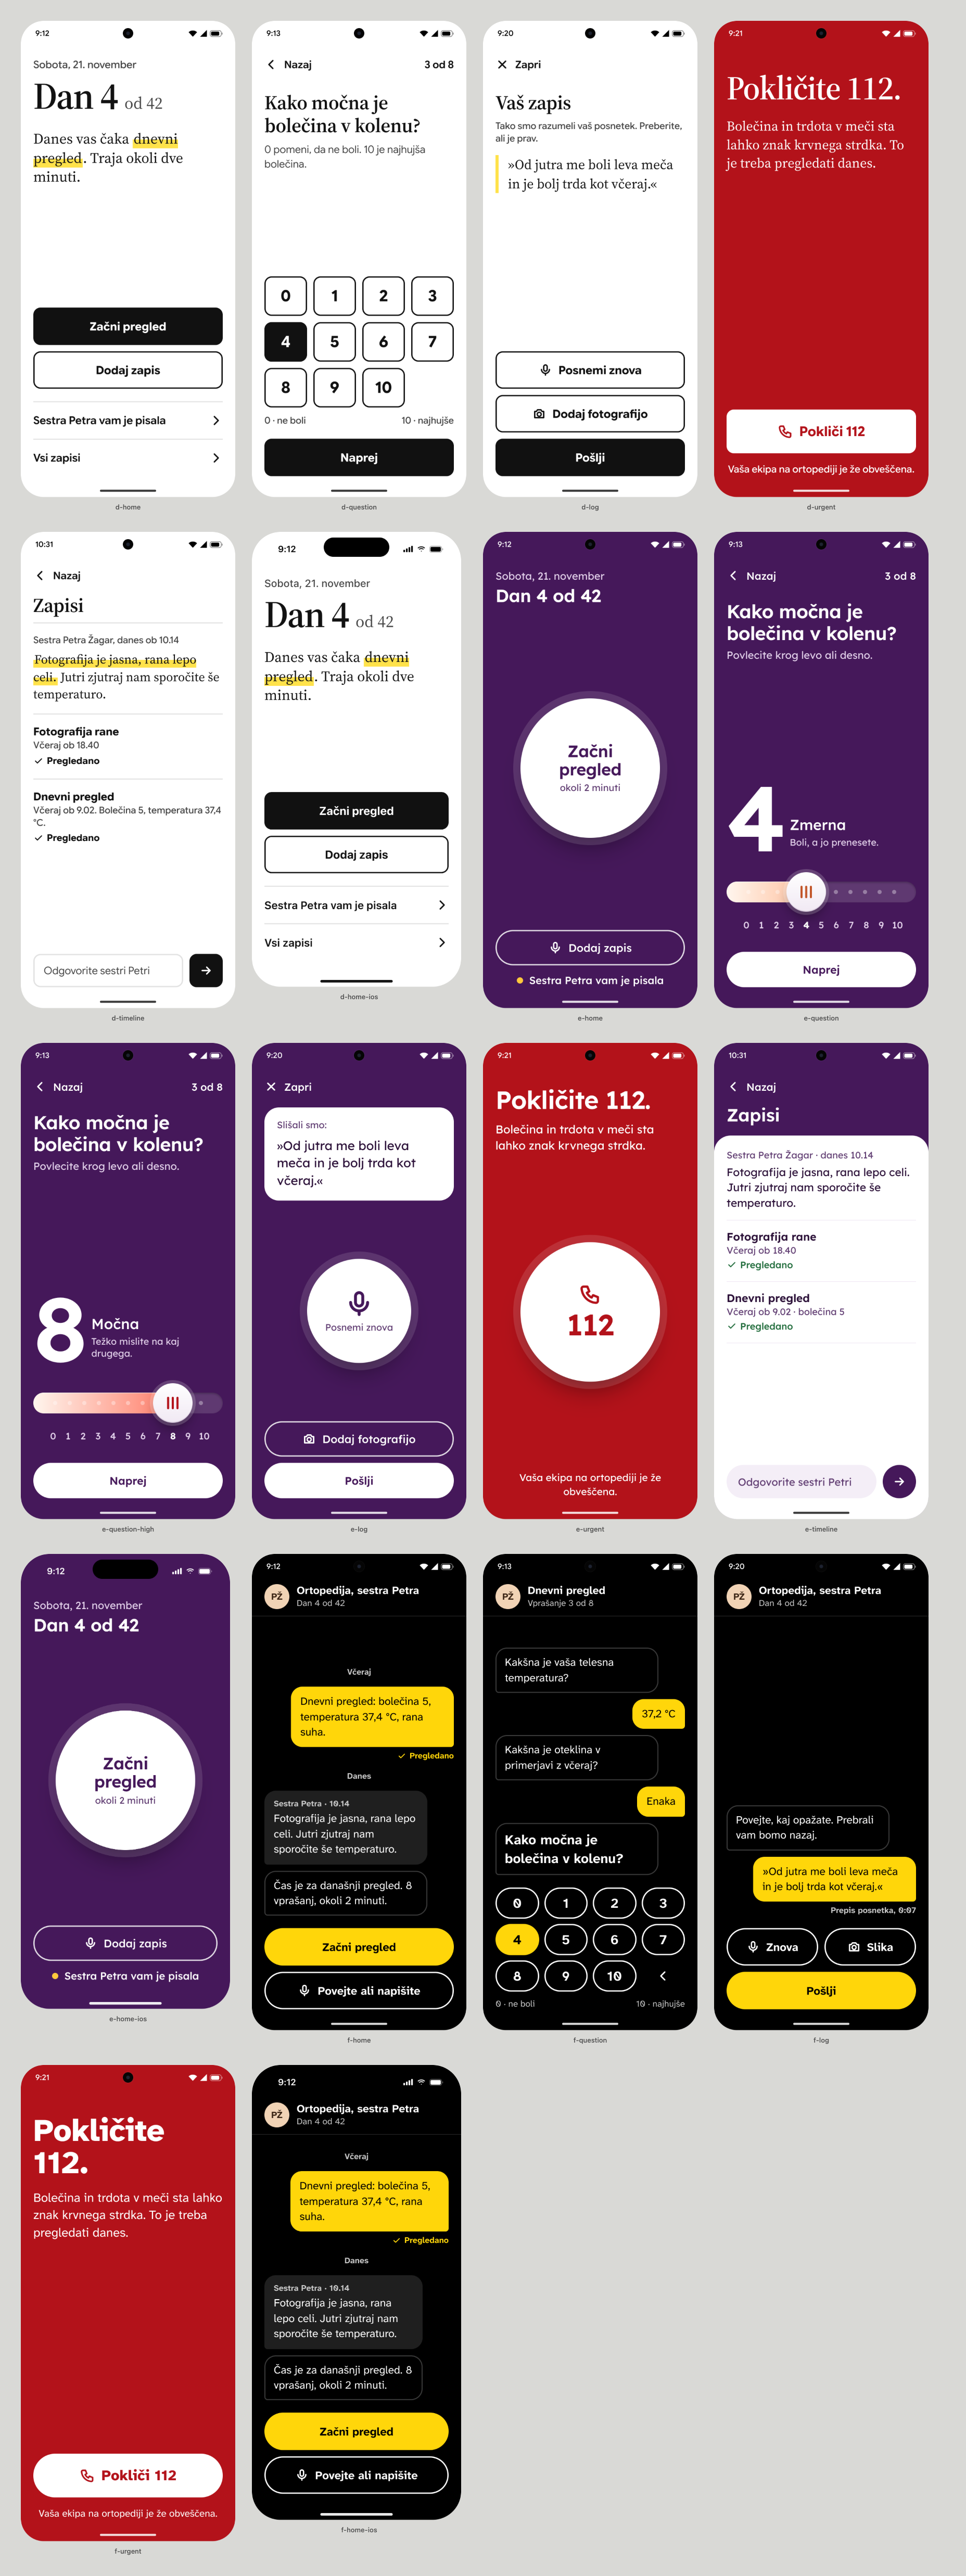 9:12
Sobota, 21. november
Dan 4 od 42
Danes vas čaka dnevni
pregled. Traja okoli dve
minuti.
Začni pregled
Dodaj zapis
Sestra Petra vam je pisala
Vsi zapisi
d-home
9:13
Nazaj
3 od 8
Kako močna je
bolečina v kolenu?
0 pomeni, da ne boli. 10 je najhujša
bolečina.
0 1 2 3
4 5 6 7
8 9 10
0 · ne boli
10 · najhujše
Naprej
d-question
9:20
Zapri
Vaš zapis
Tako smo razumeli vaš posnetek. Preberite,
ali je prav.
»Od jutra me boli leva meča
in je bolj trda kot včeraj.«
Posnemi znova
Dodaj fotografijo
Pošlji
d-log
9:21
Pokličite 112.
Bolečina in trdota v meči sta
lahko znak krvnega strdka. To
je treba pregledati danes.
Pokliči 112
Vaša ekipa na ortopediji je že obveščena.
d-urgent
10:31
Nazaj
Zapisi
Sestra Petra Žagar, danes ob 10.14
Fotografija je jasna, rana lepo
celi. Jutri zjutraj nam sporočite še
temperaturo.
Fotografija rane
Včeraj ob 18.40
Pregledano
Dnevni pregled
Včeraj ob 9.02. Bolečina 5, temperatura 37,4
°C.
Pregledano
Odgovorite sestri Petri
d-timeline
9:12
Sobota, 21. november
Dan 4 od 42
Danes vas čaka dnevni
pregled. Traja okoli dve
minuti.
Začni pregled
Dodaj zapis
Sestra Petra vam je pisala
Vsi zapisi
d-home-ios
9:12
Sobota, 21. november
Dan 4 od 42
Začni
pregled
okoli 2 minuti
Dodaj zapis
Sestra Petra vam je pisala
e-home
9:13
Nazaj
3 od 8
Kako močna je
bolečina v kolenu?
Povlecite krog levo ali desno.
4
Zmerna
Boli, a jo prenesete.
0 1 2 3 4 5 6 7 8 9 10
Naprej
e-question
9:13
Nazaj
3 od 8
Kako močna je
bolečina v kolenu?
Povlecite krog levo ali desno.
8
Močna
Težko mislite na kaj
drugega.
0 1 2 3 4 5 6 7 8 9 10
Naprej
e-question-high
9:20
Zapri
Slišali smo:
»Od jutra me boli leva
meča in je bolj trda kot
včeraj.«
Posnemi znova
Dodaj fotografijo
Pošlji
e-log
9:21
Pokličite 112.
Bolečina in trdota v meči sta
lahko znak krvnega strdka.
112
Vaša ekipa na ortopediji je že
obveščena.
e-urgent
10:31
Nazaj
Zapisi
Sestra Petra Žagar · danes 10.14
Fotografija je jasna, rana lepo celi.
Jutri zjutraj nam sporočite še
temperaturo.
Fotografija rane
Včeraj ob 18.40
Pregledano
Dnevni pregled
Včeraj ob 9.02 · bolečina 5
Pregledano
Odgovorite sestri Petri
e-timeline
9:12
Sobota, 21. november
Dan 4 od 42
Začni
pregled
okoli 2 minuti
Dodaj zapis
Sestra Petra vam je pisala
e-home-ios
9:12
PŽ
Ortopedija, sestra Petra
Dan 4 od 42
Včeraj
Dnevni pregled: bolečina 5,
temperatura 37,4 °C, rana
suha.
Pregledano
Danes
Sestra Petra · 10.14
Fotografija je jasna, rana lepo
celi. Jutri zjutraj nam
sporočite še temperaturo.
Čas je za današnji pregled. 8
vprašanj, okoli 2 minuti.
Začni pregled
Povejte ali napišite
f-home
9:13
PŽ
Dnevni pregled
Vprašanje 3 od 8
Kakšna je vaša telesna
temperatura?
37,2 °C
Kakšna je oteklina v
primerjavi z včeraj?
Enaka
Kako močna je
bolečina v kolenu?
0 1 2 3
4 5 6 7
8 9 10
0 · ne boli
10 · najhujše
f-question
9:20
PŽ
Ortopedija, sestra Petra
Dan 4 od 42
Povejte, kaj opažate. Prebrali
vam bomo nazaj.
»Od jutra me boli leva meča
in je bolj trda kot včeraj.«
Prepis posnetka, 0:07
Znova
Slika
Pošlji
f-log
9:21
Pokličite
112.
Bolečina in trdota v meči sta lahko
znak krvnega strdka. To je treba
pregledati danes.
Pokliči 112
Vaša ekipa na ortopediji je že obveščena.
f-urgent
9:12
PŽ
Ortopedija, sestra Petra
Dan 4 od 42
Včeraj
Dnevni pregled: bolečina 5,
temperatura 37,4 °C, rana
suha.
Pregledano
Danes
Sestra Petra · 10.14
Fotografija je jasna, rana
lepo celi. Jutri zjutraj nam
sporočite še temperaturo.
Čas je za današnji pregled. 8
vprašanj, okoli 2 minuti.
Začni pregled
Povejte ali napišite
f-home-ios